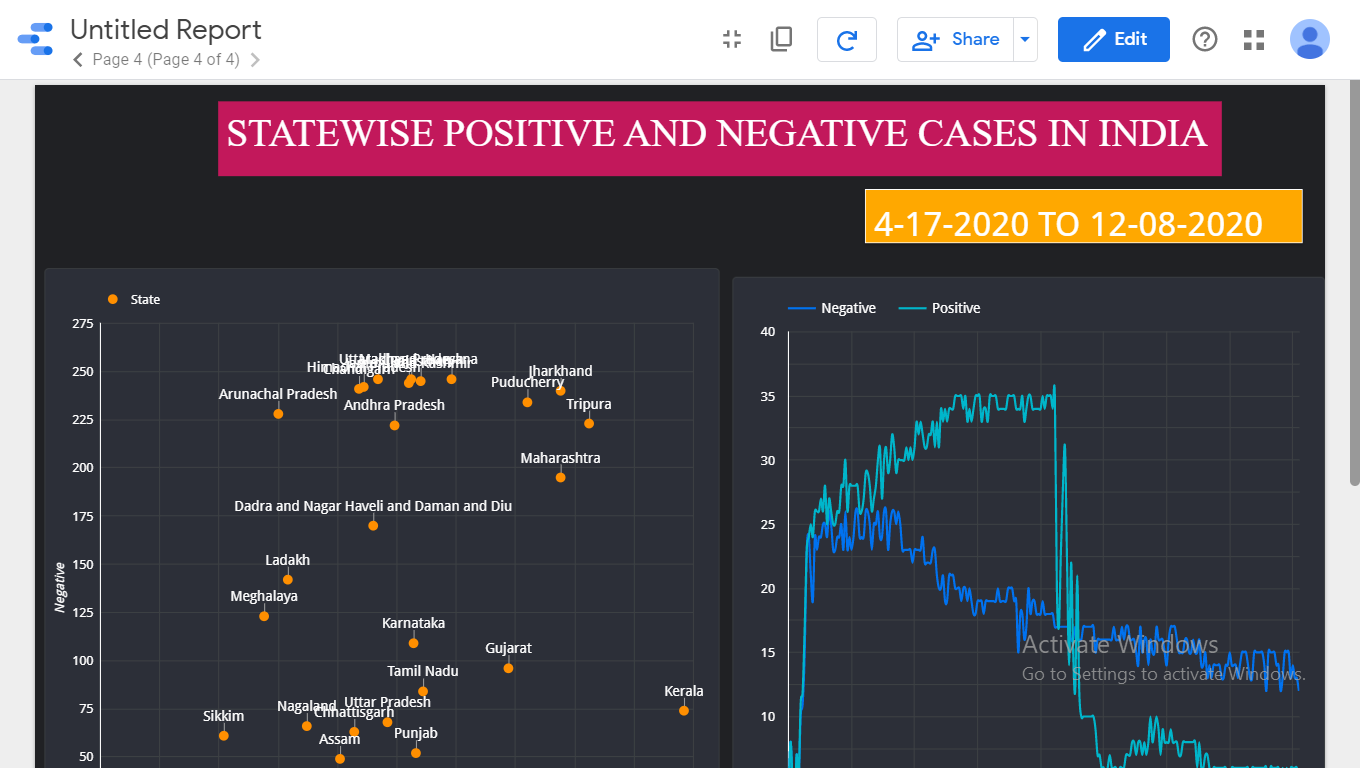 Untitled Report
Page 4 (Page 4 of 4)
Share
Edit
STATEWISE POSITIVE AND NEGATIVE CASES IN INDIA
4-17-2020 TO 12-08-2020
State
275
250
225
200
175
150
125
100
75
50
Negative
Arunachal Pradesh
Chandigarh
Andhra Pradesh
Puducherry
Jharkhand
Tripura
Maharashtra
Dadra and Nagar Haveli and Daman and Diu
Ladakh
Meghalaya
Karnataka
Gujarat
Tamil Nadu
Kerala
Uttar Pradesh
Nagaland
Chhattisgarh
Sikkim
Punjab
Assam
Negative
Positive
40
35
30
25
20
15
10
Activate Windows
Go to Settings to activate Windows.